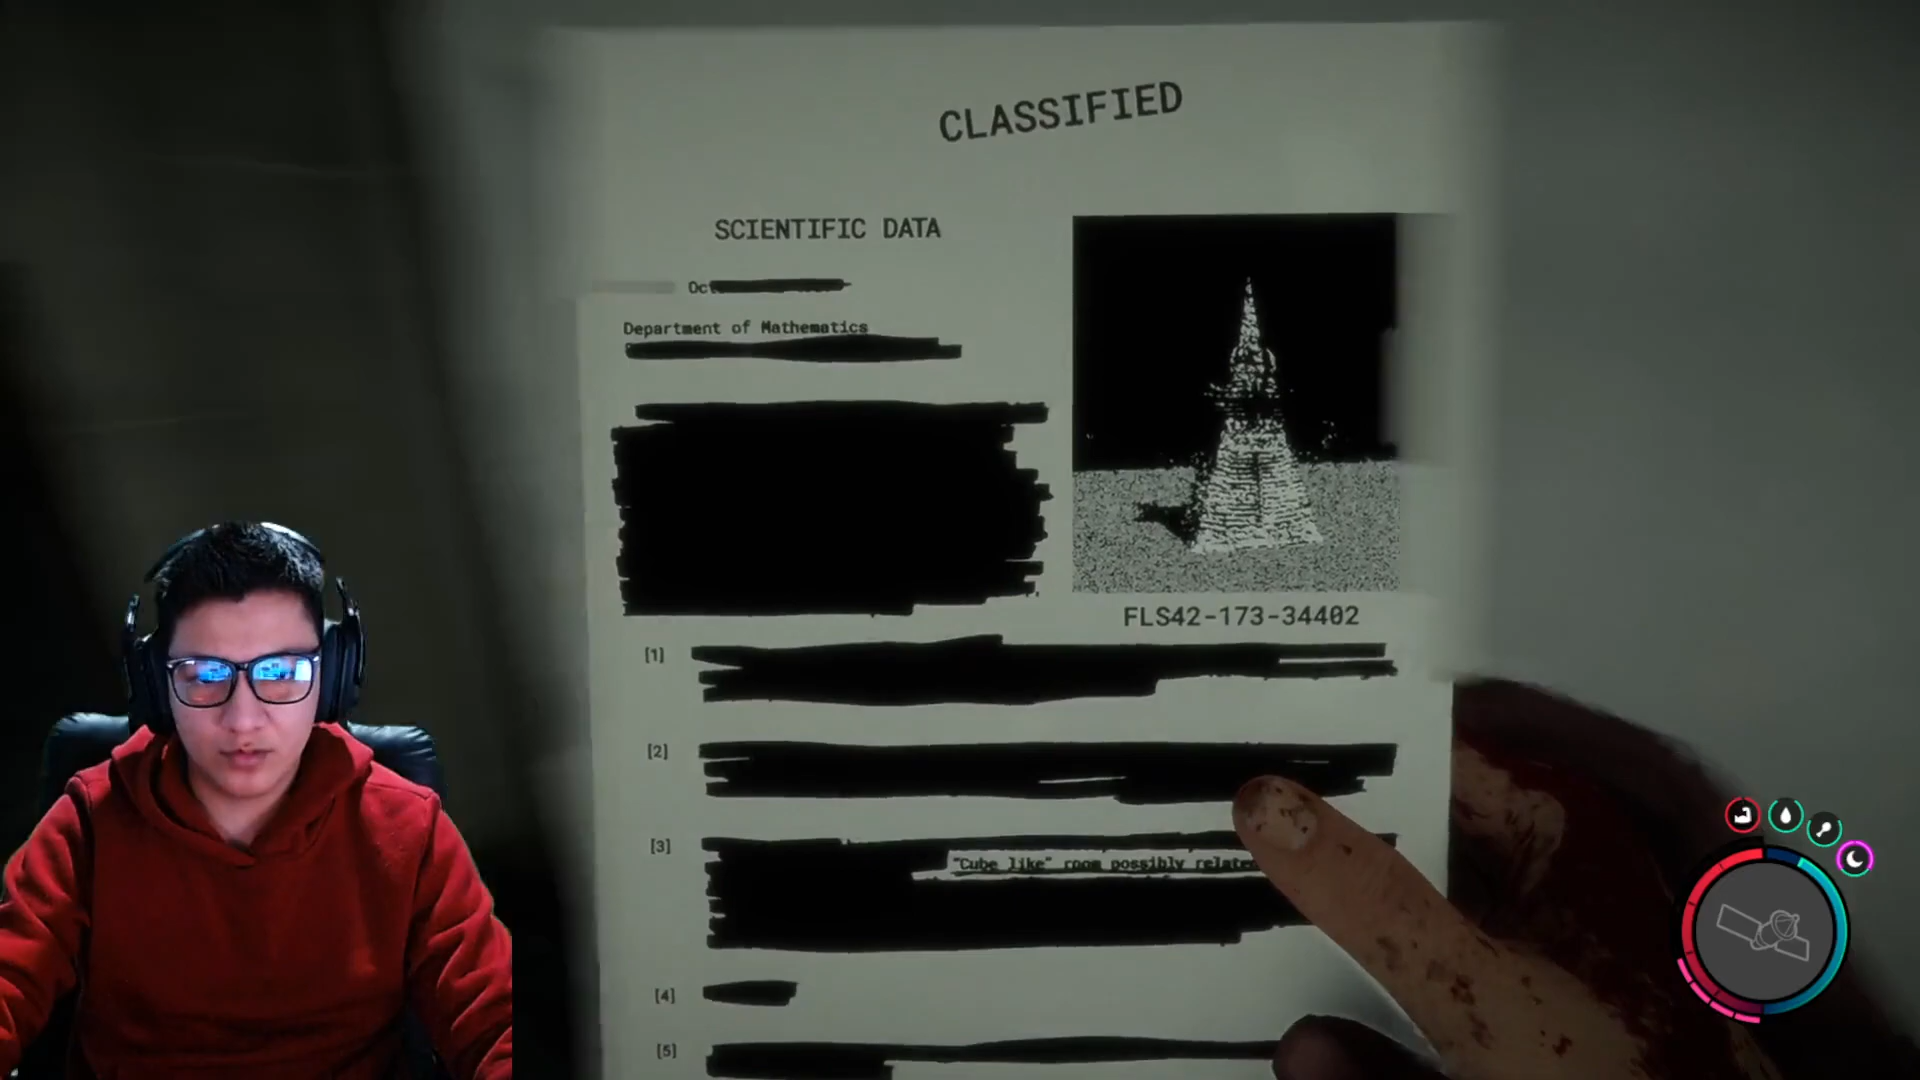 CLASSIFIED
SCIENTIFIC DATA
Oc
Department of Mathematics
FLS42-173-34402
[1]
[2]
[3]
"Cube like" room possibly related
[4]
[5]